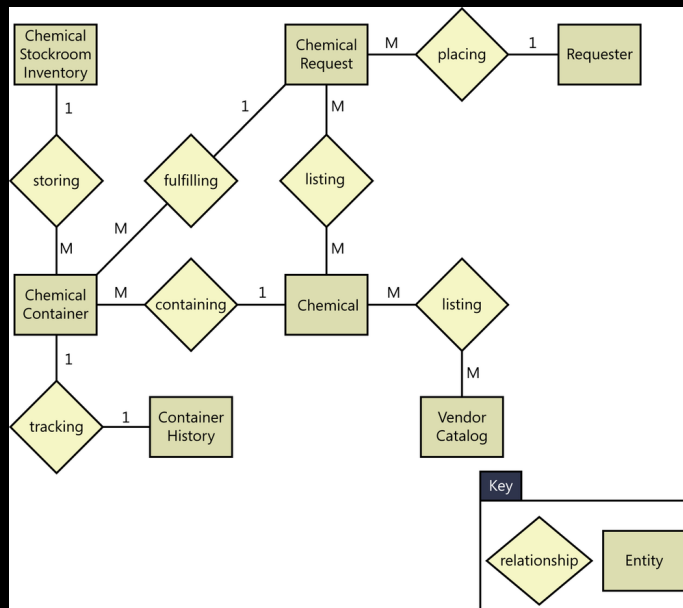 Chemical
Stockroom
Inventory
Chemical
Request
M
placing
1
Requester
1
1
M
storing
fulfilling
listing
M
M
M
Chemical
Container
M
containing
1
Chemical
M
listing
1
M
tracking
1
Container
History
Vendor
Catalog
Key
relationship
Entity